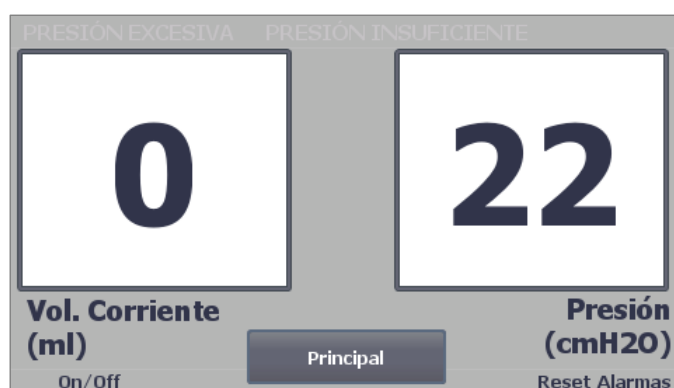 PRESIÓN EXCESIVA PRESIÓN INSUFICIENTE
0 22
Vol. Corriente
(ml)
Presión
(cmH2O)
Principal
On/Off
Reset Alarmas